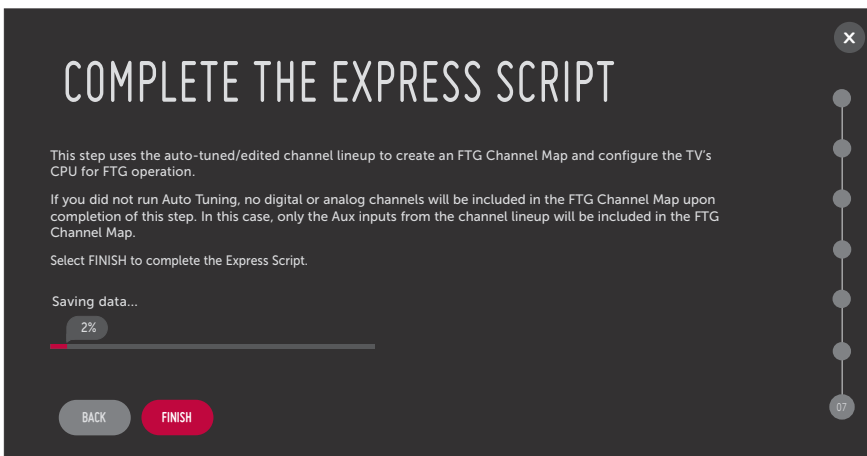 COMPLETE THE EXPRESS SCRIPT
This step uses the auto-tuned/edited channel lineup to create an FTG Channel Map and configure the TV's
CPU for FTG operation.
If you did not run Auto Tuning, no digital or analog channels will be included in the FTG Channel Map upon
completion of this step. In this case, only the Aux inputs from the channel lineup will be included in the FTG
Channel Map.
Select FINISH to complete the Express Script.
Saving data...
2%
BACK
FINISH
07